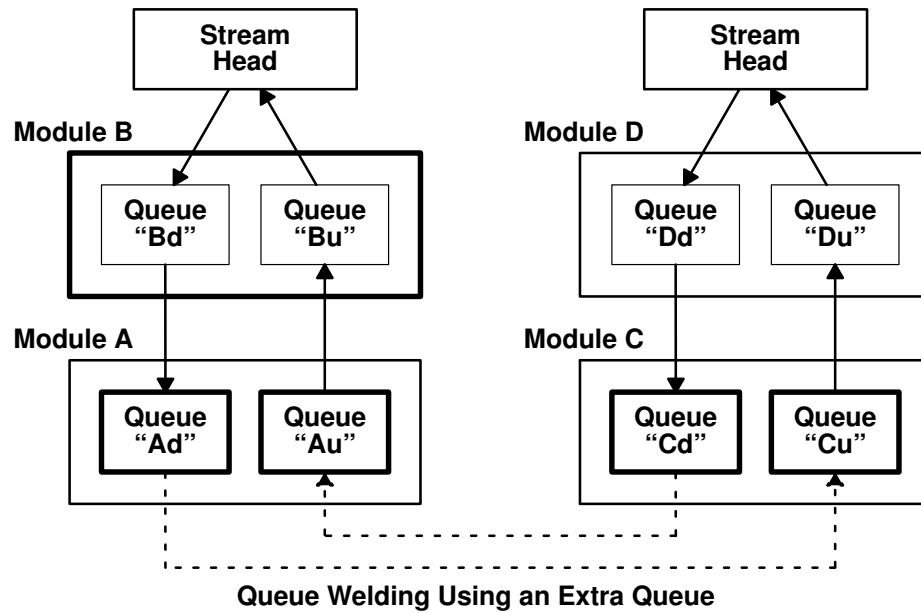 Stream
Head
Stream
Head
Module B
Module D
Queue
“Bd”
Queue
“Bu”
Queue
“Dd”
Queue
“Du”
Module A
Module C
Queue
“Ad”
Queue
“Au”
Queue
“Cd”
Queue
“Cu”
Queue Welding Using an Extra Queue